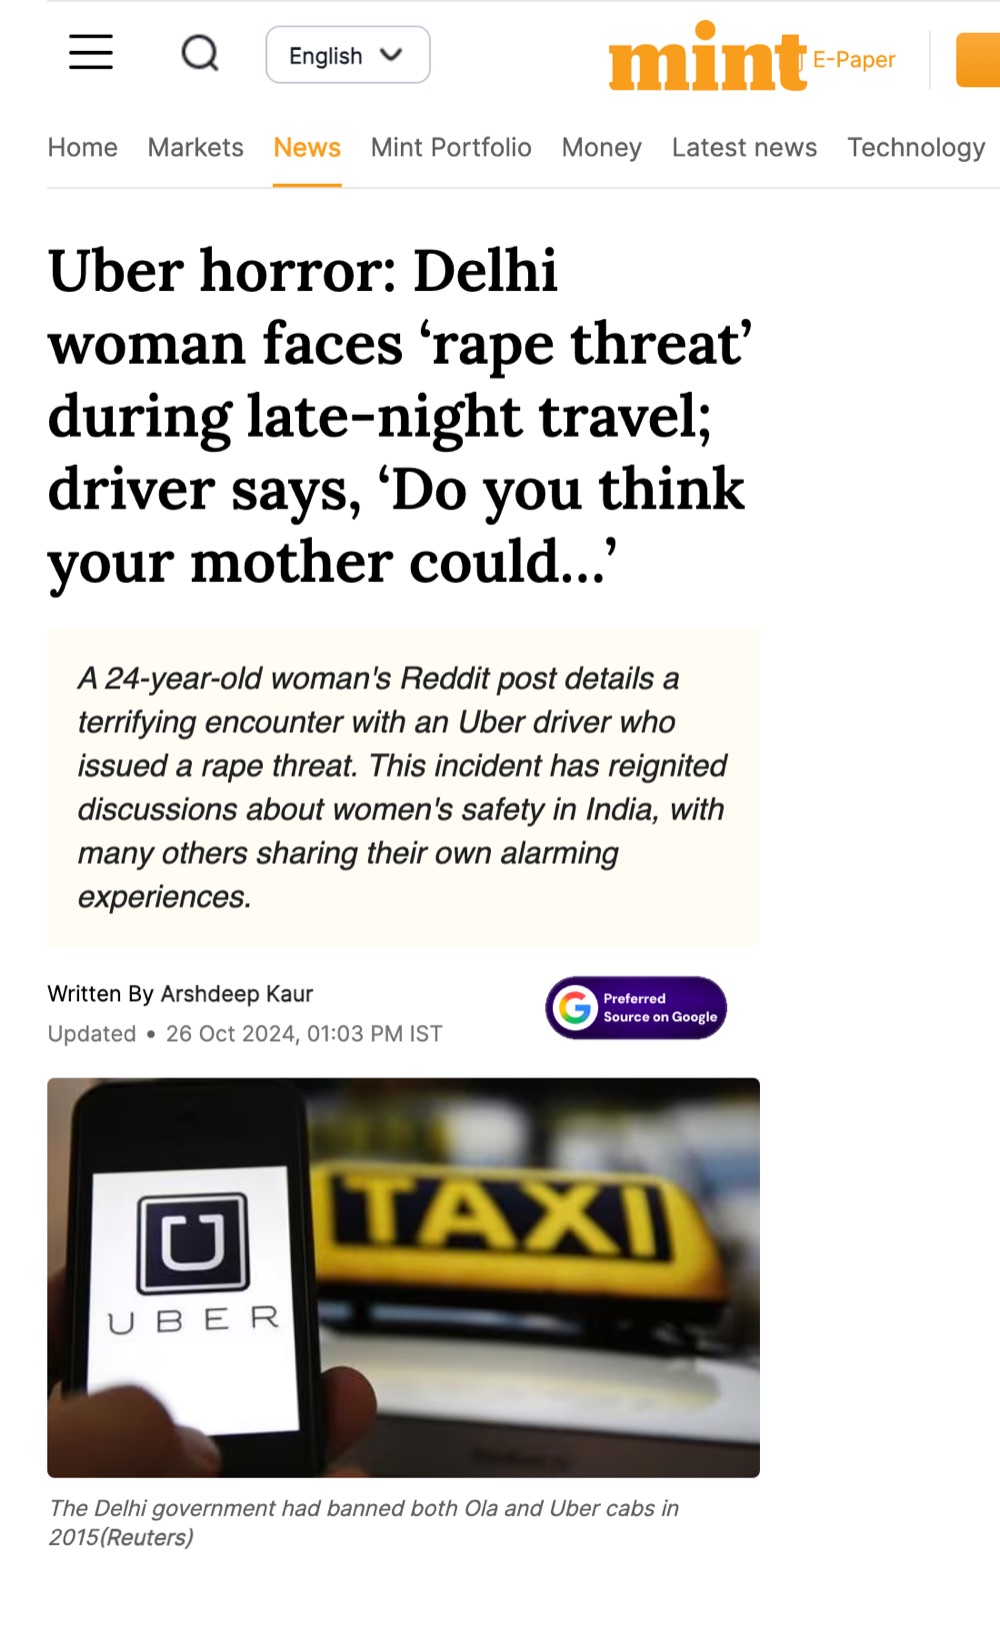 English
mint
E-Paper
Home Markets News Mint Portfolio Money Latest news Technology
Uber horror: Delhi
woman faces ‘rape threat’
during late-night travel;
driver says, ‘Do you think
your mother could...’
A 24-year-old woman's Reddit post details a
terrifying encounter with an Uber driver who
issued a rape threat. This incident has reignited
discussions about women's safety in India, with
many others sharing their own alarming
experiences.
Written By Arshdeep Kaur
Updated • 26 Oct 2024, 01:03 PM IST
G Preferred
Source on Google
U
UBER
TAXI
The Delhi government had banned both Ola and Uber cabs in
2015(Reuters)